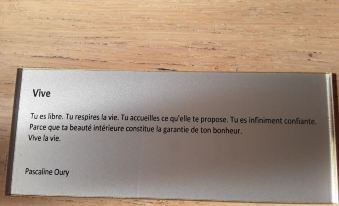 Vive
Tu es libre. Tu respires la vie. Tu accueilles ce qu'elle te propose. Tu es infiniment confiante.
Parce que ta beauté intérieure constitue la garantie de ton bonheur.
Vive la vie.
Pascaline Oury